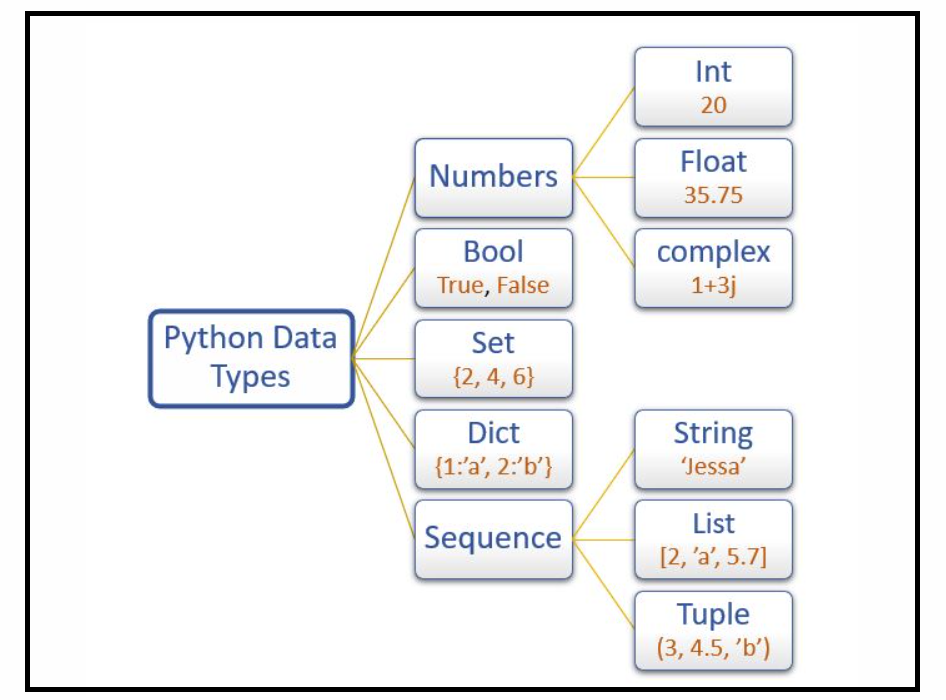 Python Data
Types
Numbers
Int
20
Float
35.75
complex
1+3j
Bool
True, False
Set
{2, 4, 6}
Dict
{1:’a’, 2:’b’}
Sequence
String
‘Jessa’
List
[2, ’a’, 5.7]
Tuple
(3, 4.5, ’b’)